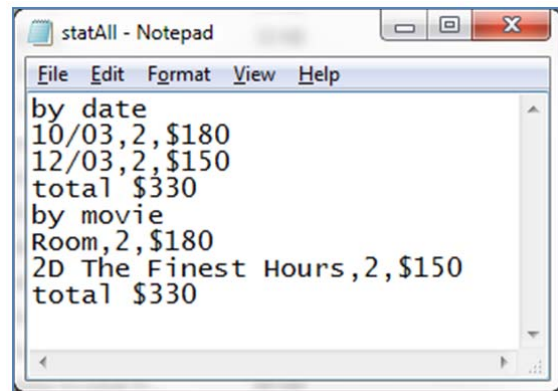 statAll - Notepad
File Edit Format View Help
by date
10/03,2,$180
12/03,2,$150
total $330
by movie
Room,2,$180
2D The Finest Hours,2,$150
total $330